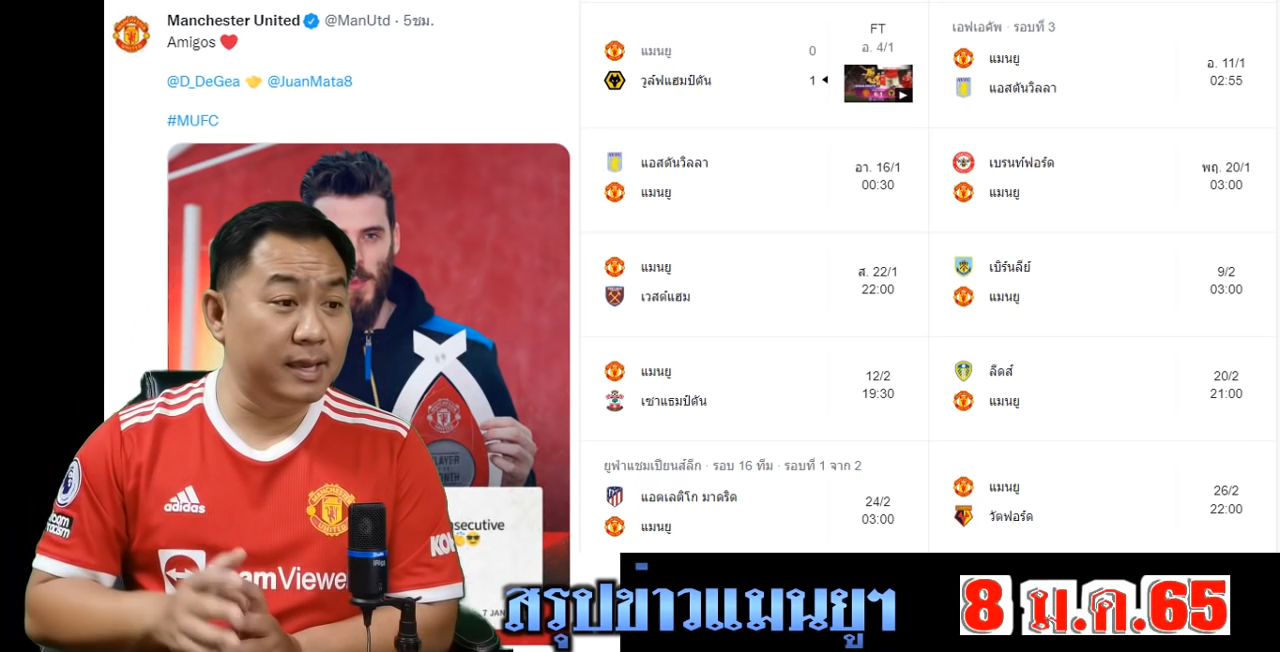 Manchester United @ManUtd · 5ชม.
Amigos ❤️
@D_DeGea 🤝 @JuanMata8
#MUFC
FT
อ. 4/1
แมนยู 0
วูล์ฟแฮมป์ตัน 1
เอฟเอคัพ · รอบที่ 3
แมนยู
แอสตันวิลลา
อ. 11/1
02:55
แอสตันวิลลา
แมนยู
อา. 16/1
00:30
เบรนท์ฟอร์ด
แมนยู
พฤ. 20/1
03:00
แมนยู
เวสต์แฮม
ส. 22/1
22:00
เบิร์นลีย์
แมนยู
9/2
03:00
แมนยู
เซาแธมป์ตัน
12/2
19:30
ลีดส์
แมนยู
20/2
21:00
ยูฟ่าแชมเปียนส์ลีก · รอบ 16 ทีม · รอบที่ 1 จาก 2
แอตเลติโก มาดริด
แมนยู
24/2
03:00
แมนยู
วัตฟอร์ด
26/2
22:00
adidas
TeamViewer
KOH
7 JAN
สรุปข่าวแมนยูฯ
8 ม.ค.65